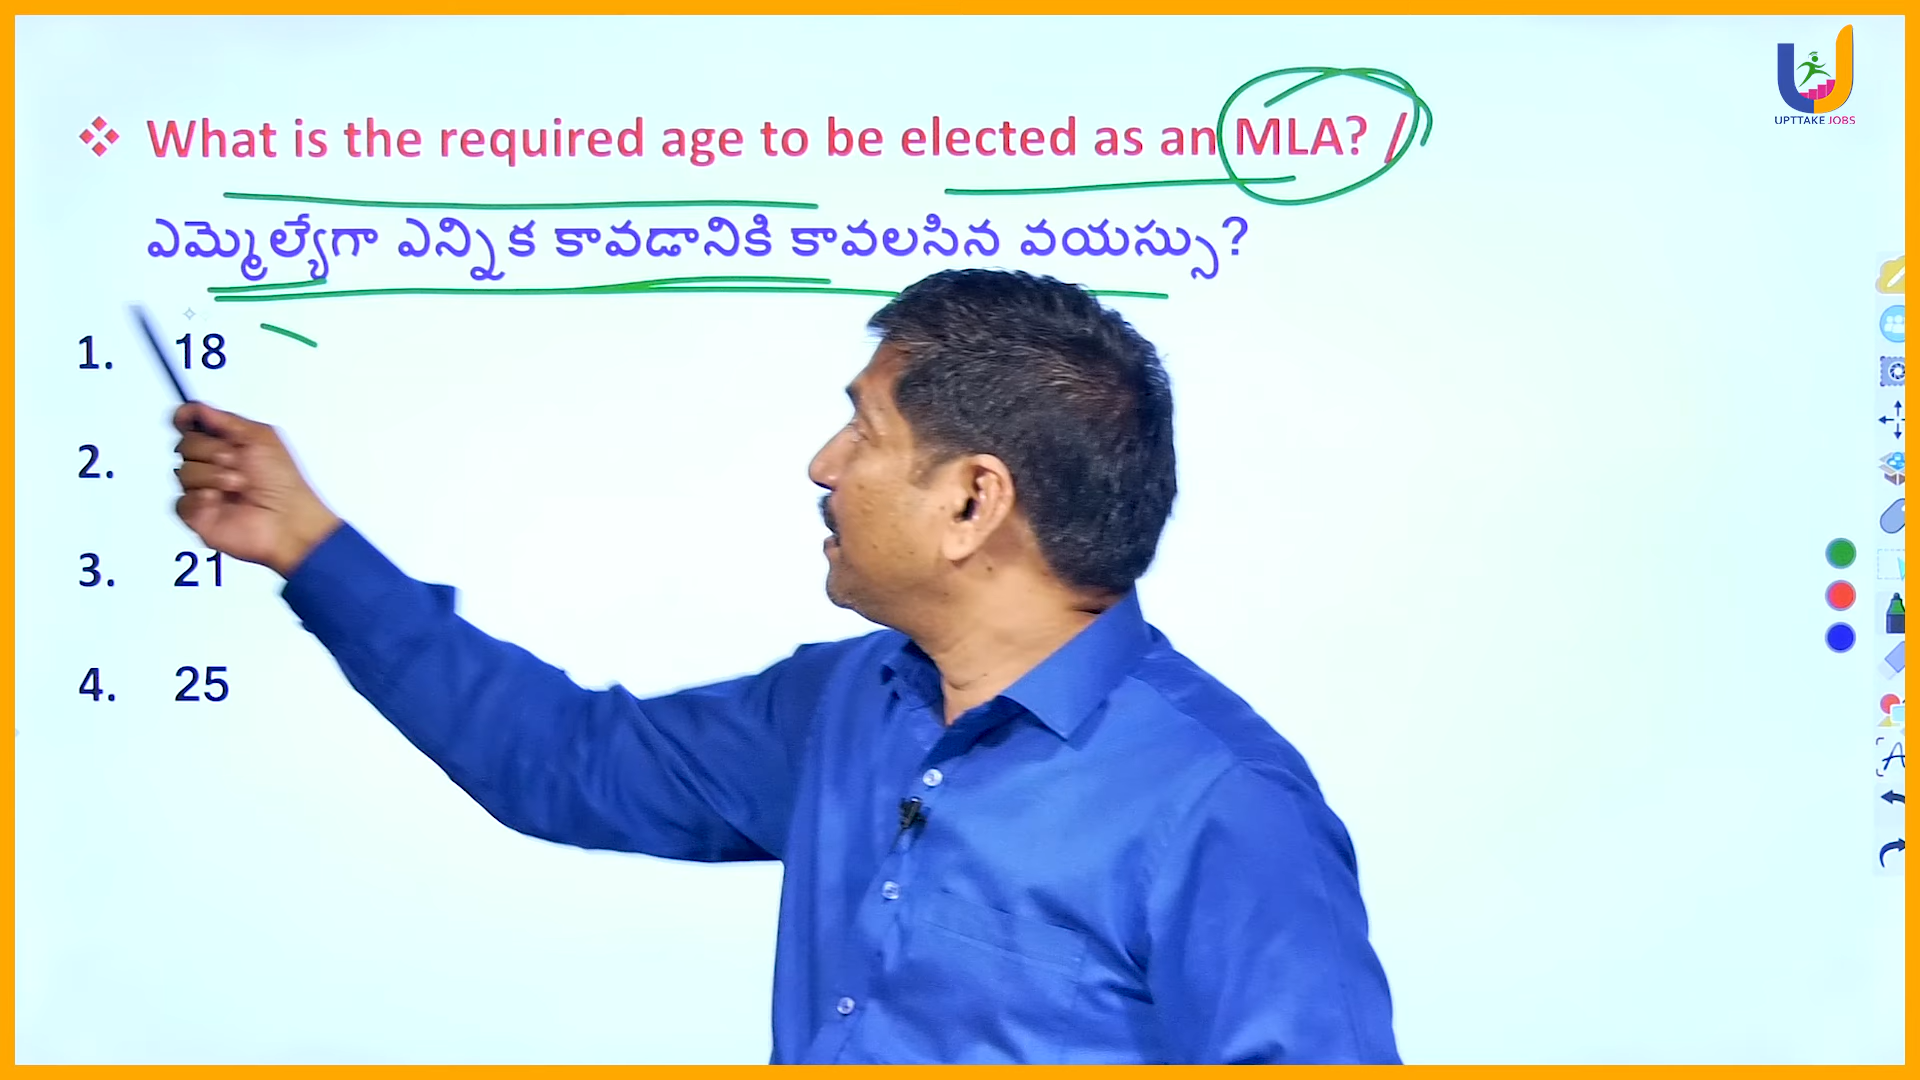 UPTTAKE JOBS
❖ What is the required age to be elected as an MLA? /
ఎమ్మెల్యేగా ఎన్నిక కావడానికి కావలసిన వయస్సు?
1. 18
2.
3. 21
4. 25